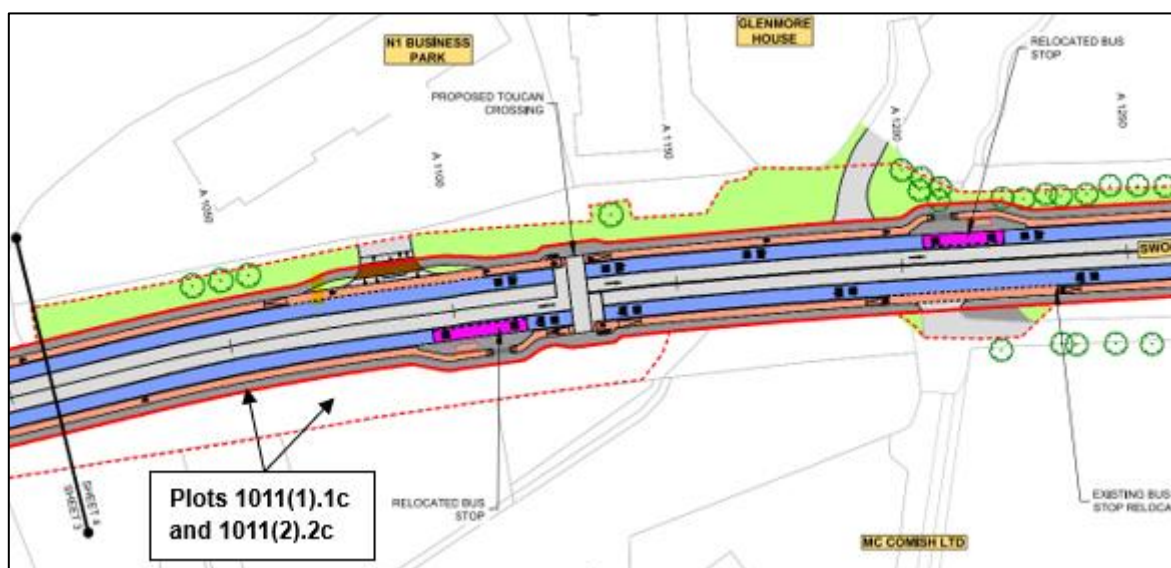 N1 BUSINESS
PARK
GLENMORE
HOUSE
RELOCATED BUS
STOP
PROPOSED TOUCAN
CROSSING
A 1050
A 1100
A 1150
A 1200
A 1250
SWO
Plots 1011(1).1c
and 1011(2).2c
RELOCATED BUS
STOP
EXISTING BUS
STOP RELOCA
MC COMISH LTD
SHEET 4
SHEET 3